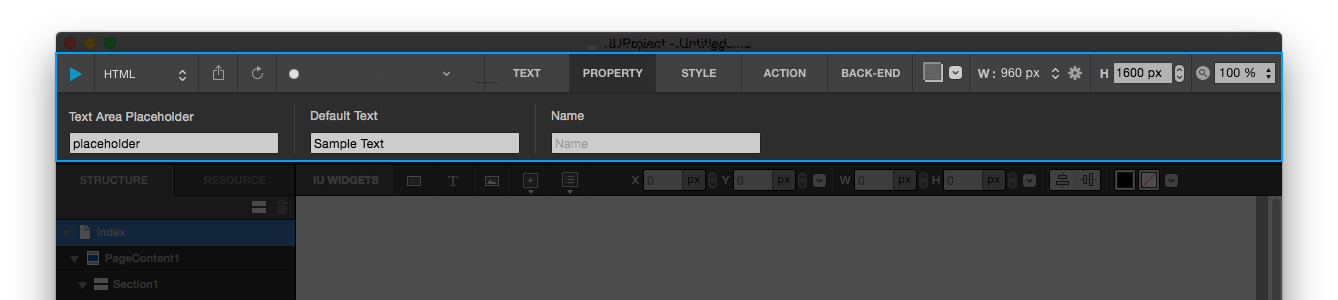 IUProject - Untitled
HTML TEXT PROPERTY STYLE ACTION BACK-END W: 960 px H 1600 px 100 %
Text Area Placeholder Default Text Name
placeholder Sample Text Name
STRUCTURE RESOURCE IU WIDGETS T X 0 px Y 0 px W 0 px H 0 px
Index
PageContent1
Section1